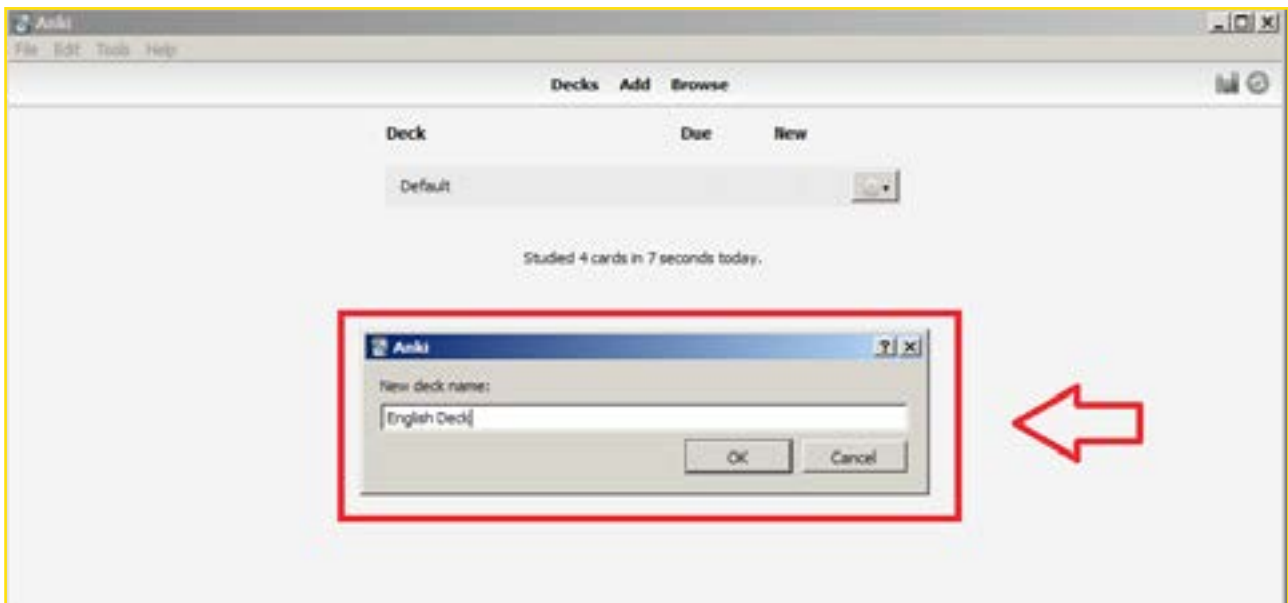 Anki
File Edit Tools Help
Decks Add Browse
Deck Due New
Default
Studied 4 cards in 7 seconds today.
Anki
New deck name:
English Deck
OK Cancel